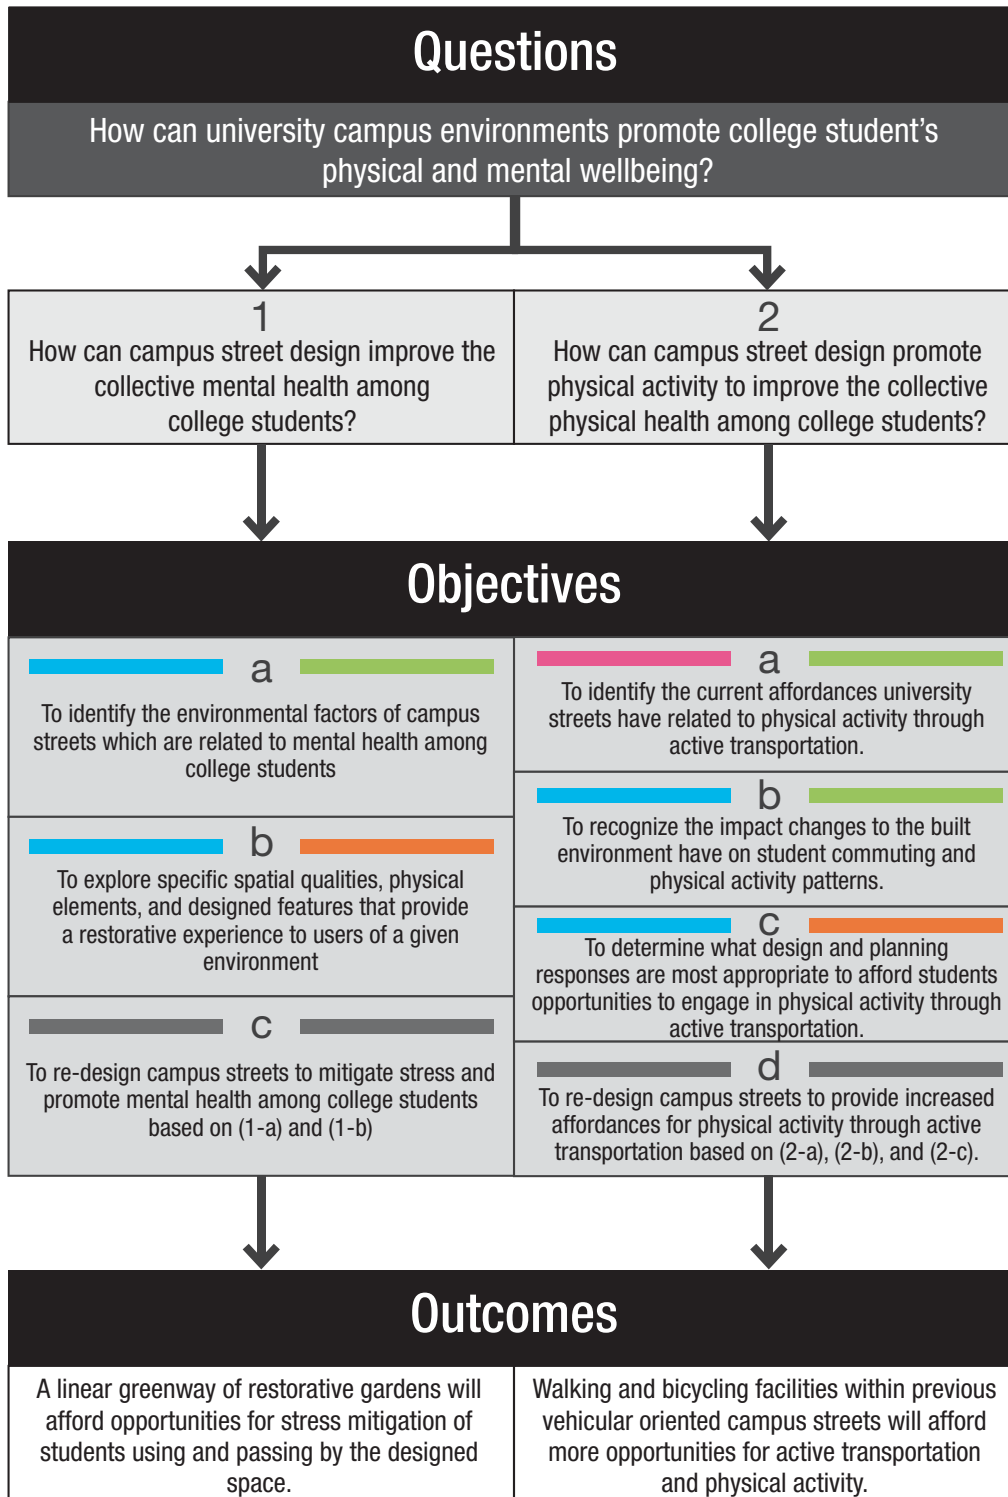 Questions
How can university campus environments promote college student’s
physical and mental wellbeing?
1
How can campus street design improve the
collective mental health among
college students?
2
How can campus street design promote
physical activity to improve the collective
physical health among college students?
Objectives
a
To identify the environmental factors of campus
streets which are related to mental health among
college students
b
To explore specific spatial qualities, physical
elements, and designed features that provide
a restorative experience to users of a given
environment
c
To re-design campus streets to mitigate stress and
promote mental health among college students
based on (1-a) and (1-b)
a
To identify the current affordances university
streets have related to physical activity through
active transportation.
b
To recognize the impact changes to the built
environment have on student commuting and
physical activity patterns.
c
To determine what design and planning
responses are most appropriate to afford students
opportunities to engage in physical activity through
active transportation.
d
To re-design campus streets to provide increased
affordances for physical activity through active
transportation based on (2-a), (2-b), and (2-c).
Outcomes
A linear greenway of restorative gardens will
afford opportunities for stress mitigation of
students using and passing by the designed
space.
Walking and bicycling facilities within previous
vehicular oriented campus streets will afford
more opportunities for active transportation
and physical activity.